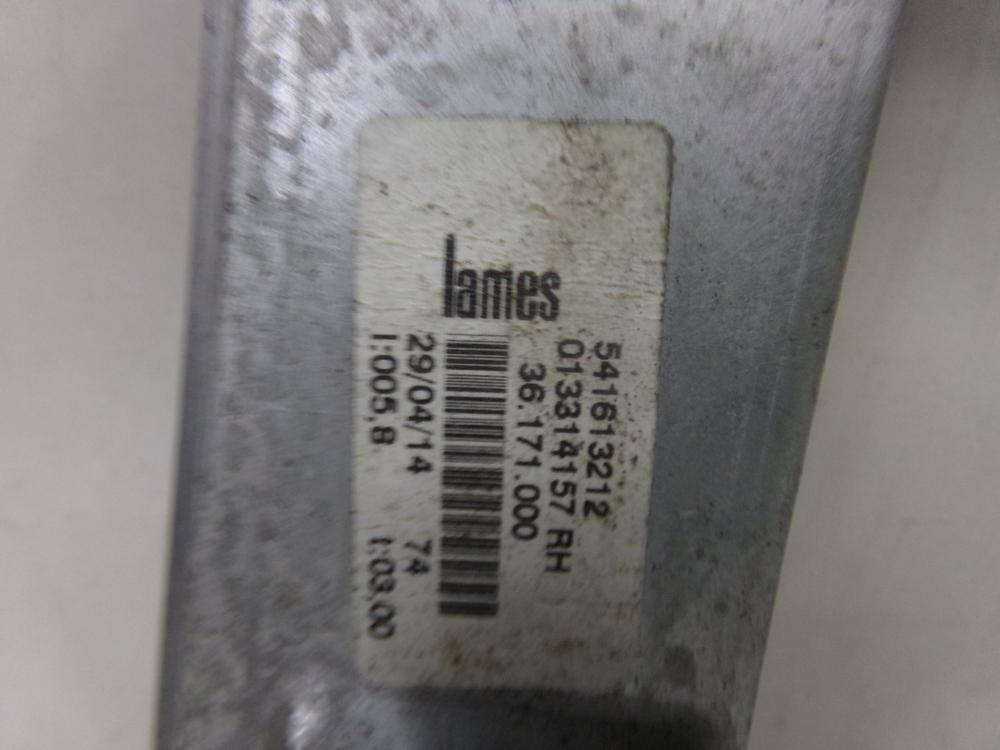 Lames
541613212
013314157 RH
36.171.000
29/04/14 74
I:005,8 I:03,00